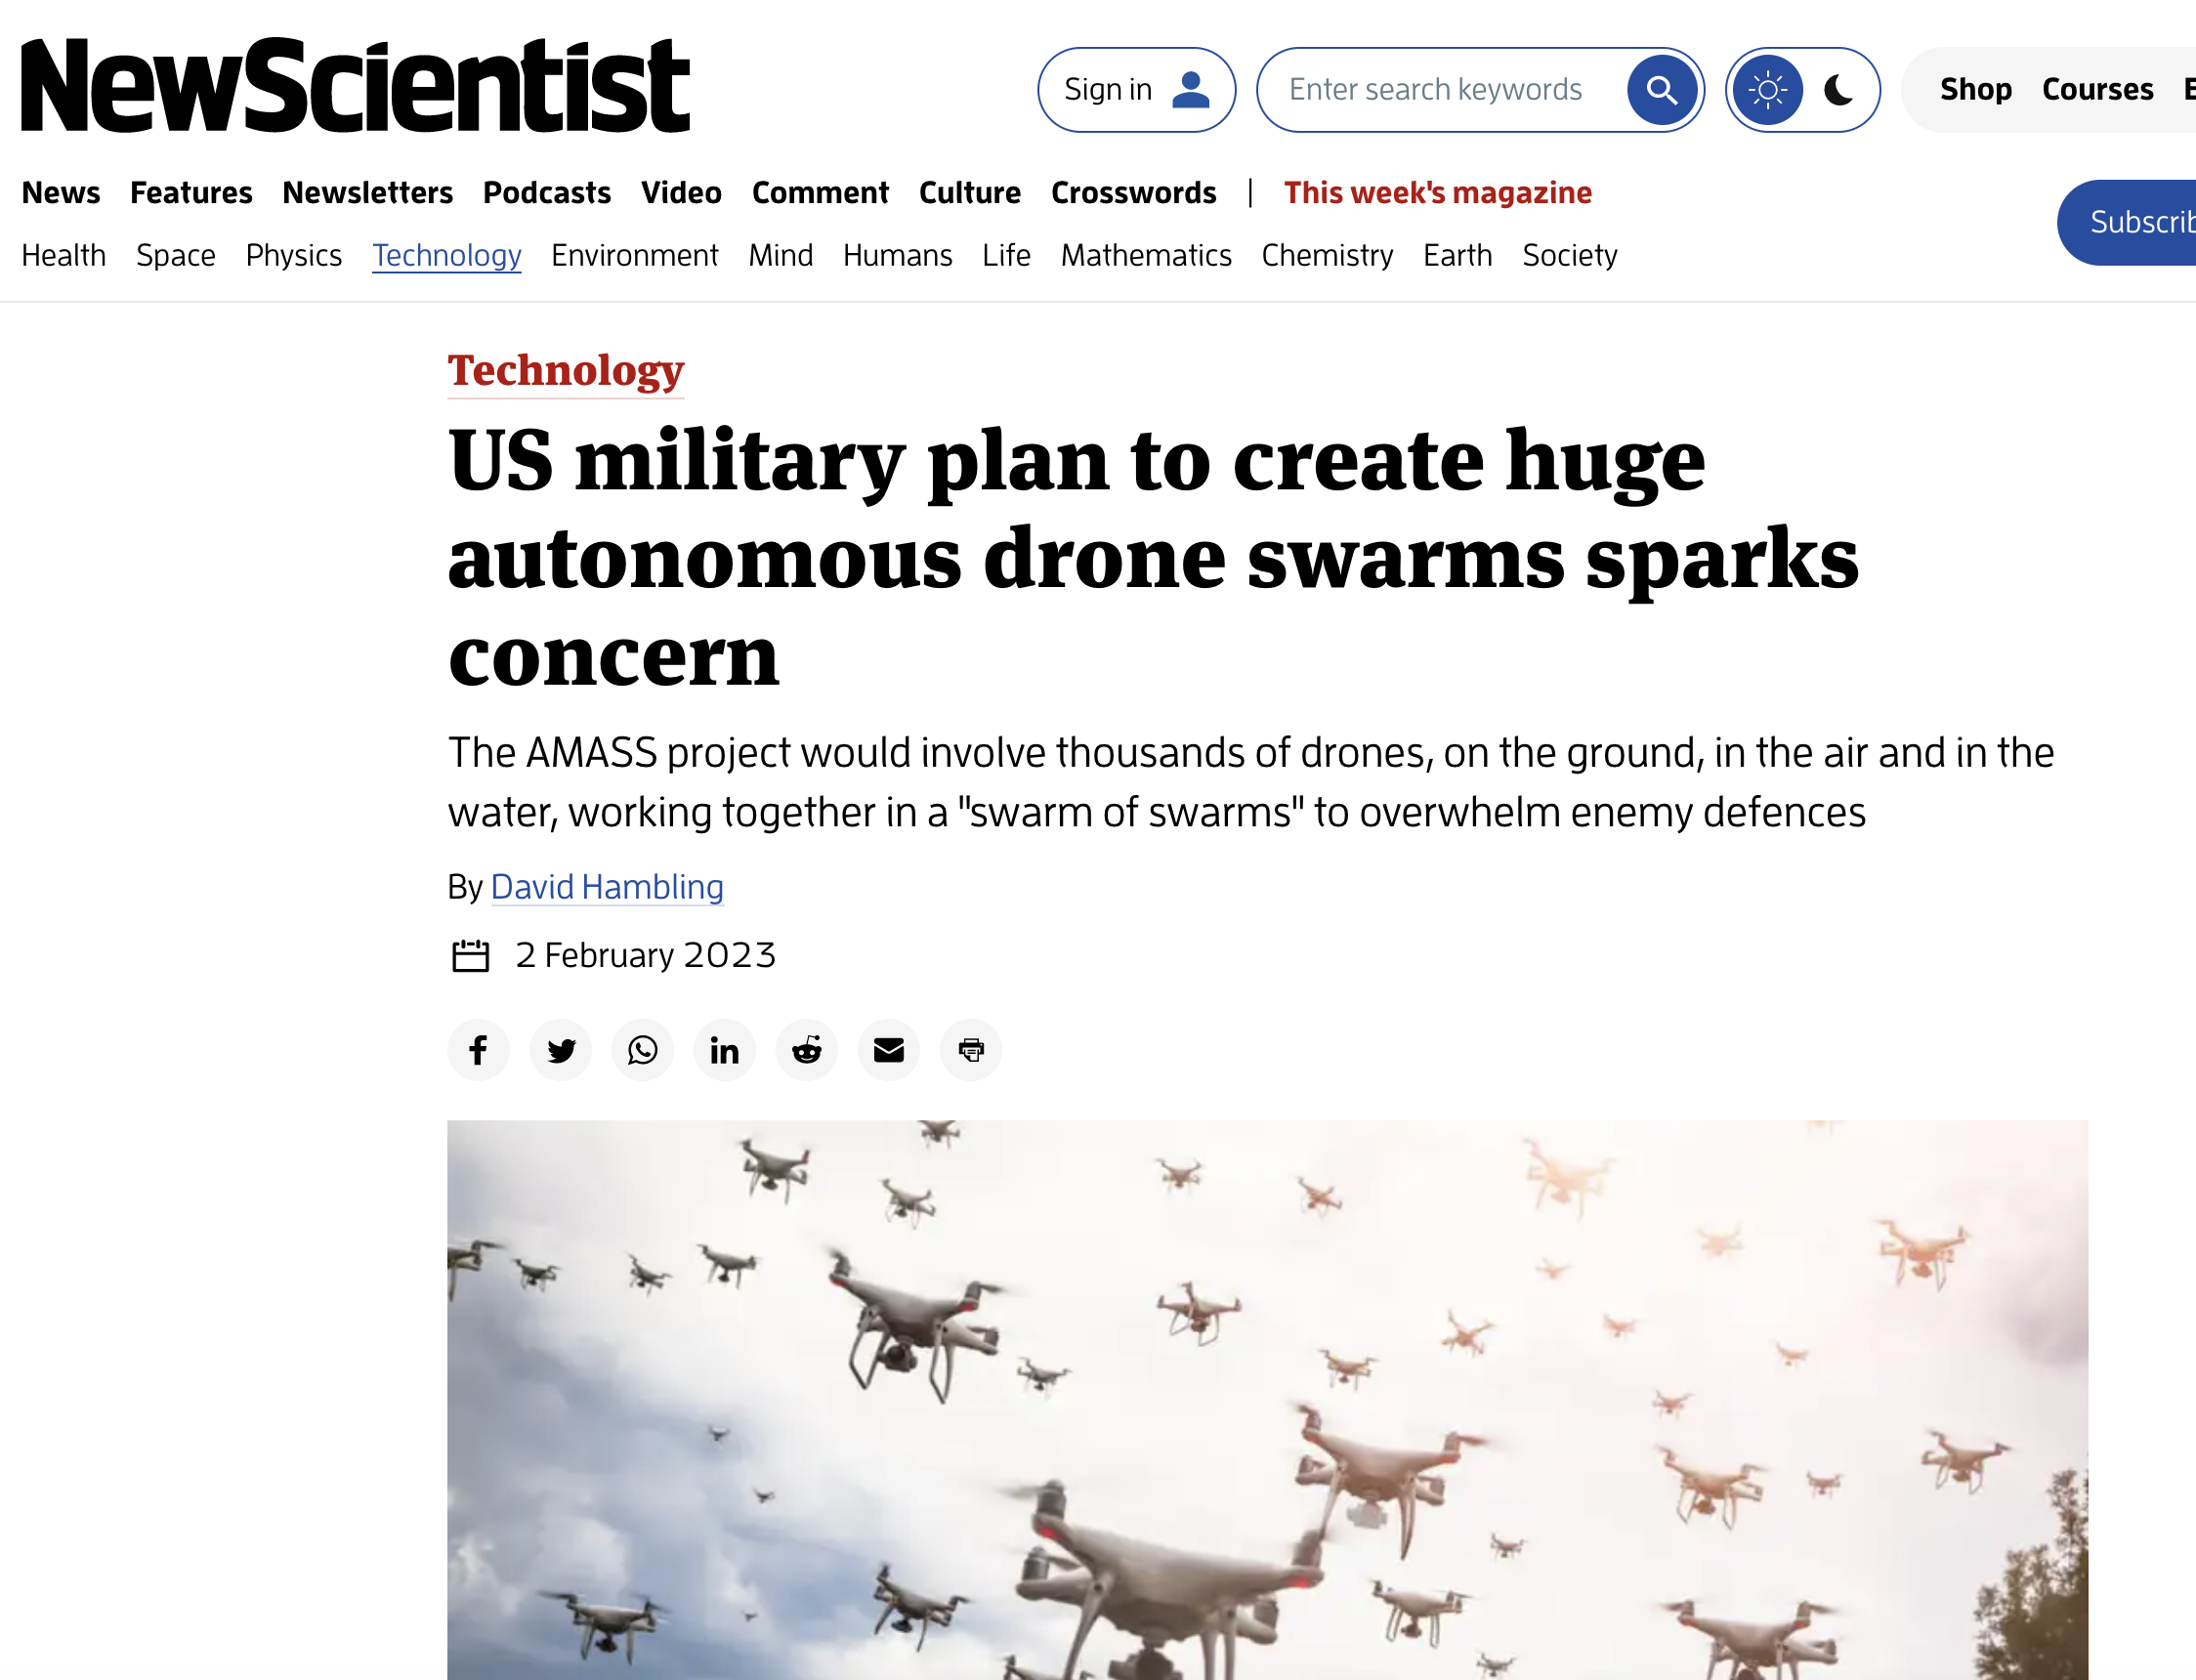 NewScientist
Sign in
Enter search keywords
Shop Courses
News Features Newsletters Podcasts Video Comment Culture Crosswords | This week's magazine
Health Space Physics Technology Environment Mind Humans Life Mathematics Chemistry Earth Society
Technology
US military plan to create huge
autonomous drone swarms sparks
concern
The AMASS project would involve thousands of drones, on the ground, in the air and in the
water, working together in a "swarm of swarms" to overwhelm enemy defences
By David Hambling
2 February 2023